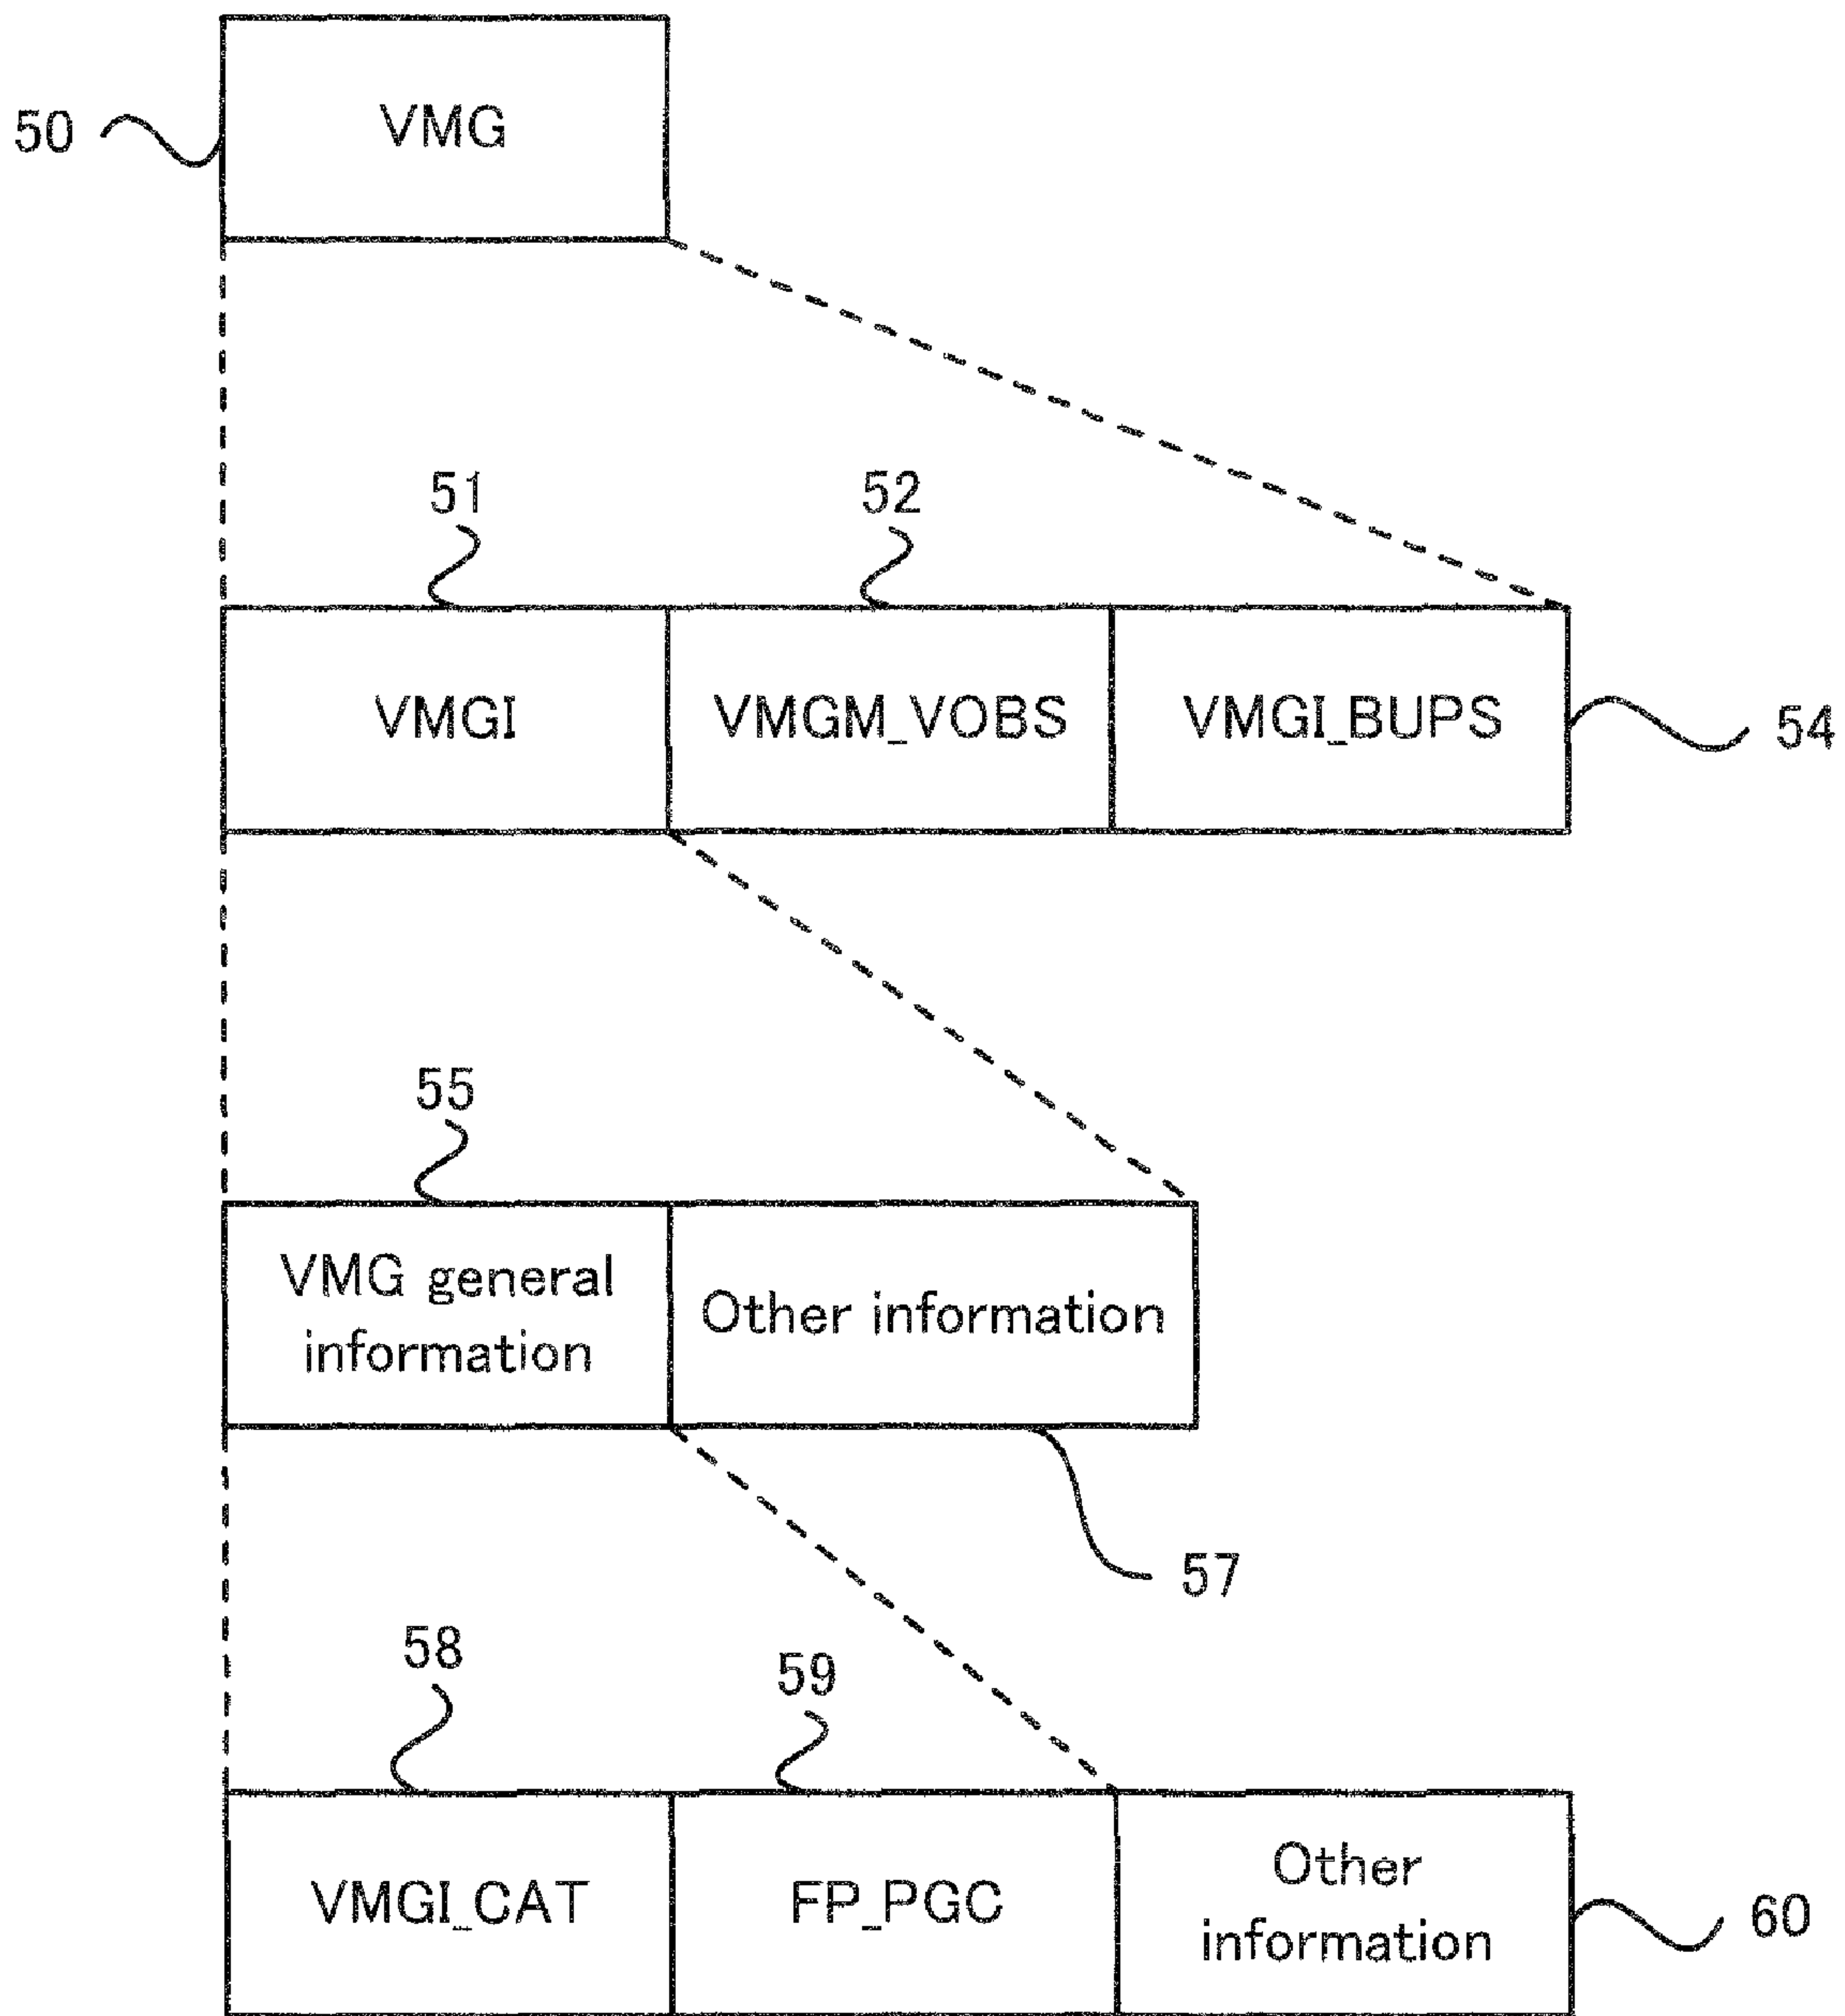 VMG
50
51
52
VMGI
VMGM_VOBS
VMGI_BUPS
54
55
VMG general
information
Other information
57
58
59
VMGI_CAT
FP_PGC
Other
information
60